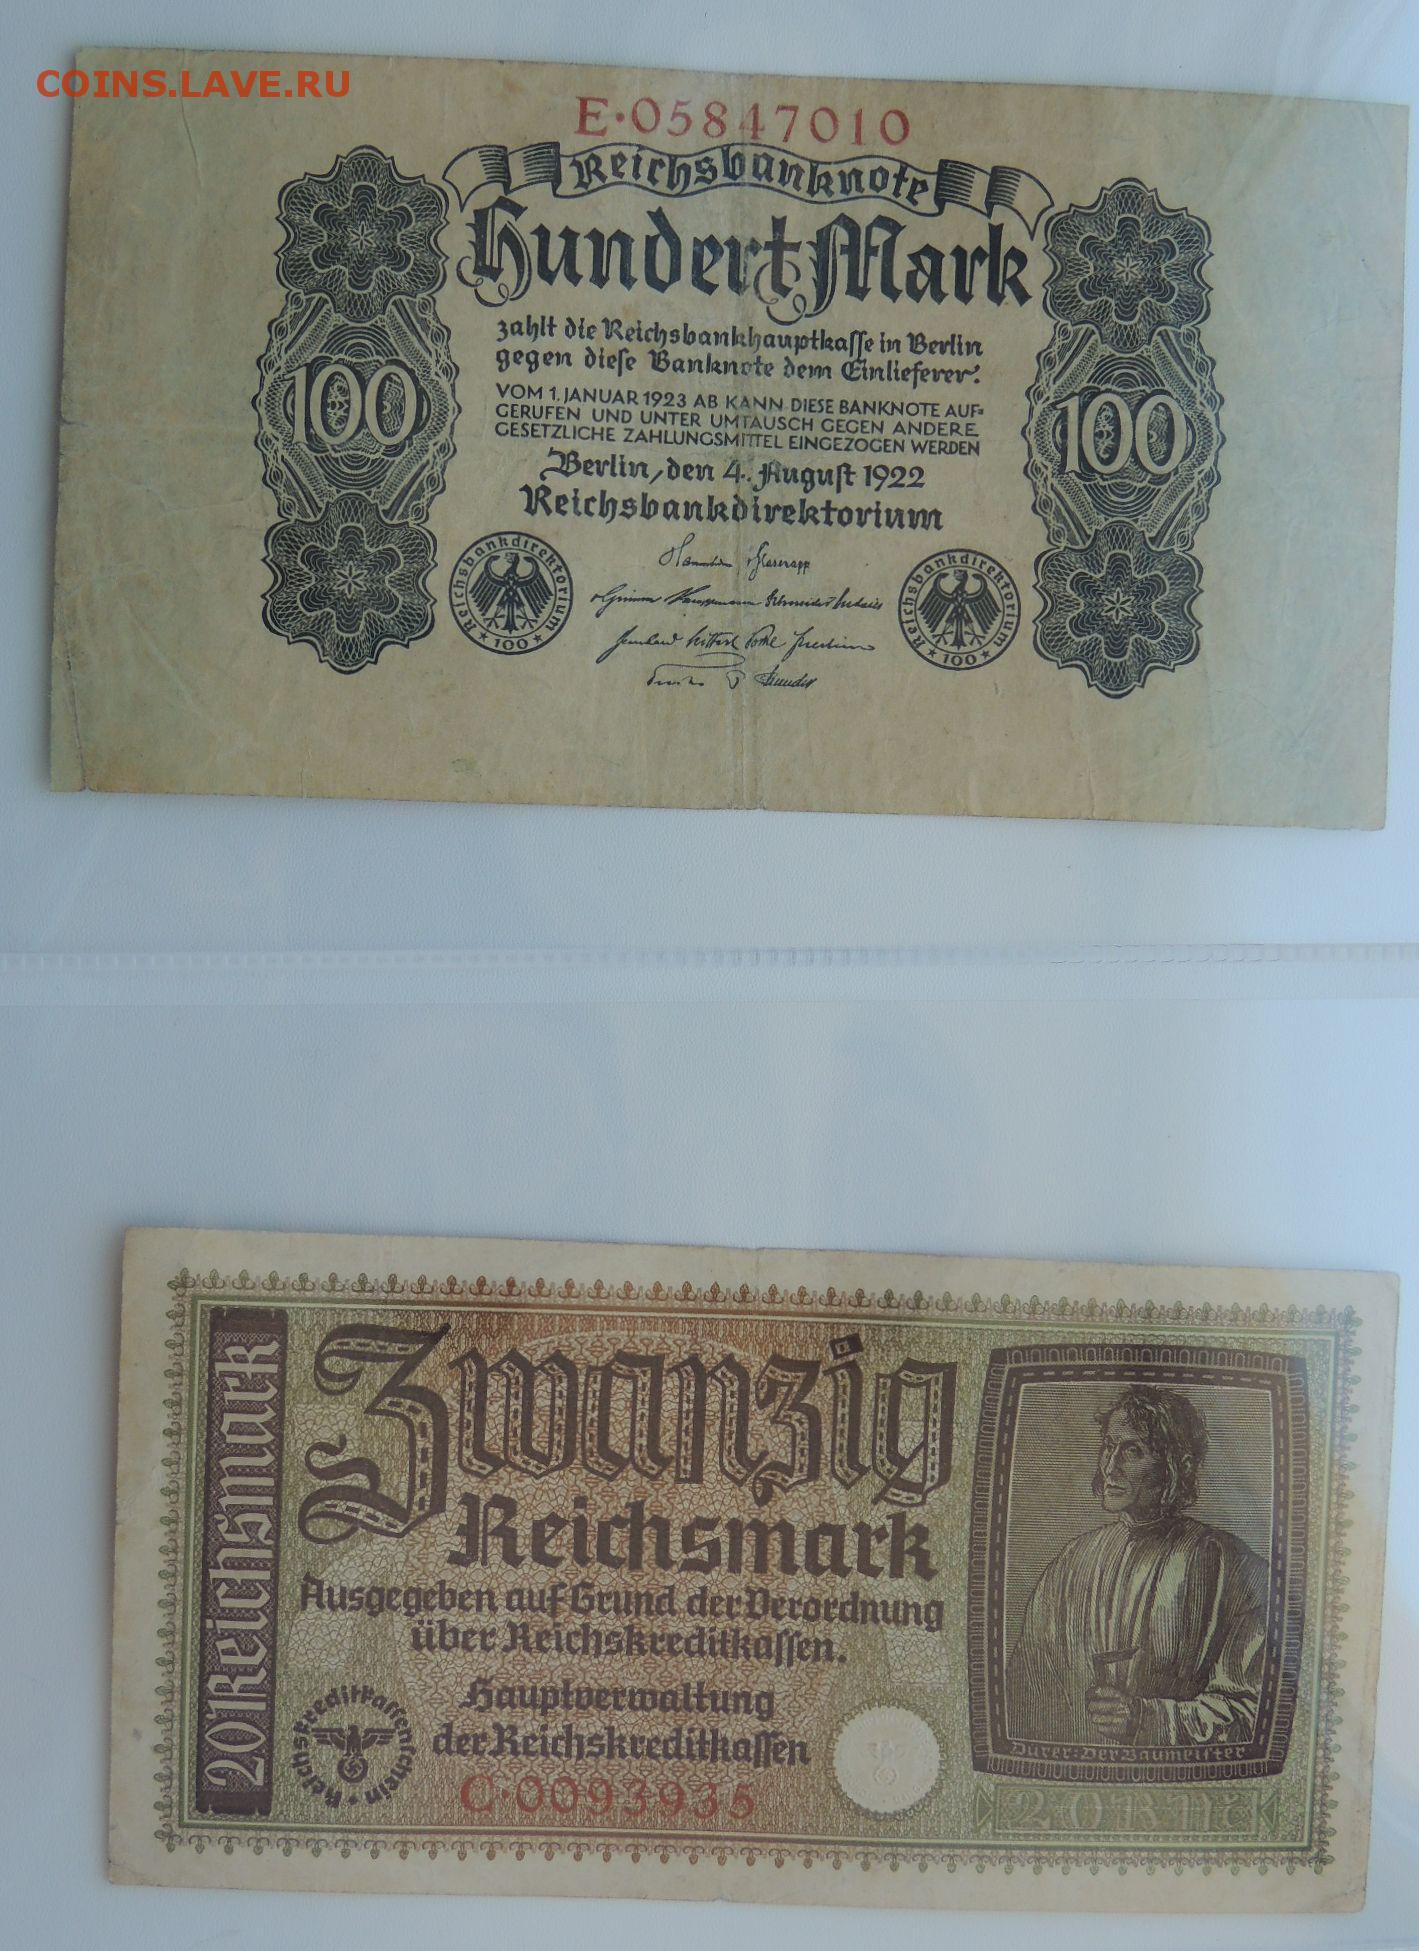 COINS.LAVE.RU
E·05847010
Reichsbanknote
Hundert Mark
zahlt die Reichsbankhauptkasse in Berlin
gegen diese Banknote dem Einlieferer.
VOM 1. JANUAR 1923 AB KANN DIESE BANKNOTE AUF=
GERUFEN UND UNTER UMTAUSCH GEGEN ANDERE
GESETZLICHE ZAHLUNGSMITTEL EINGEZOGEN WERDEN
Berlin, den 4. August 1922
Reichsbankdirektorium
100
100
Reichsbankdirektorium
* 100 *
Reichsbankdirektorium
* 100 *
20 Reichsmark
Zwanzig
Reichsmark
Ausgegeben auf Grund der Verordnung
über Reichskreditkassen.
Hauptverwaltung
der Reichskreditkassen
Reichskreditkassenschein
C·0093935
Dürer: Der Baumeister
20 RM